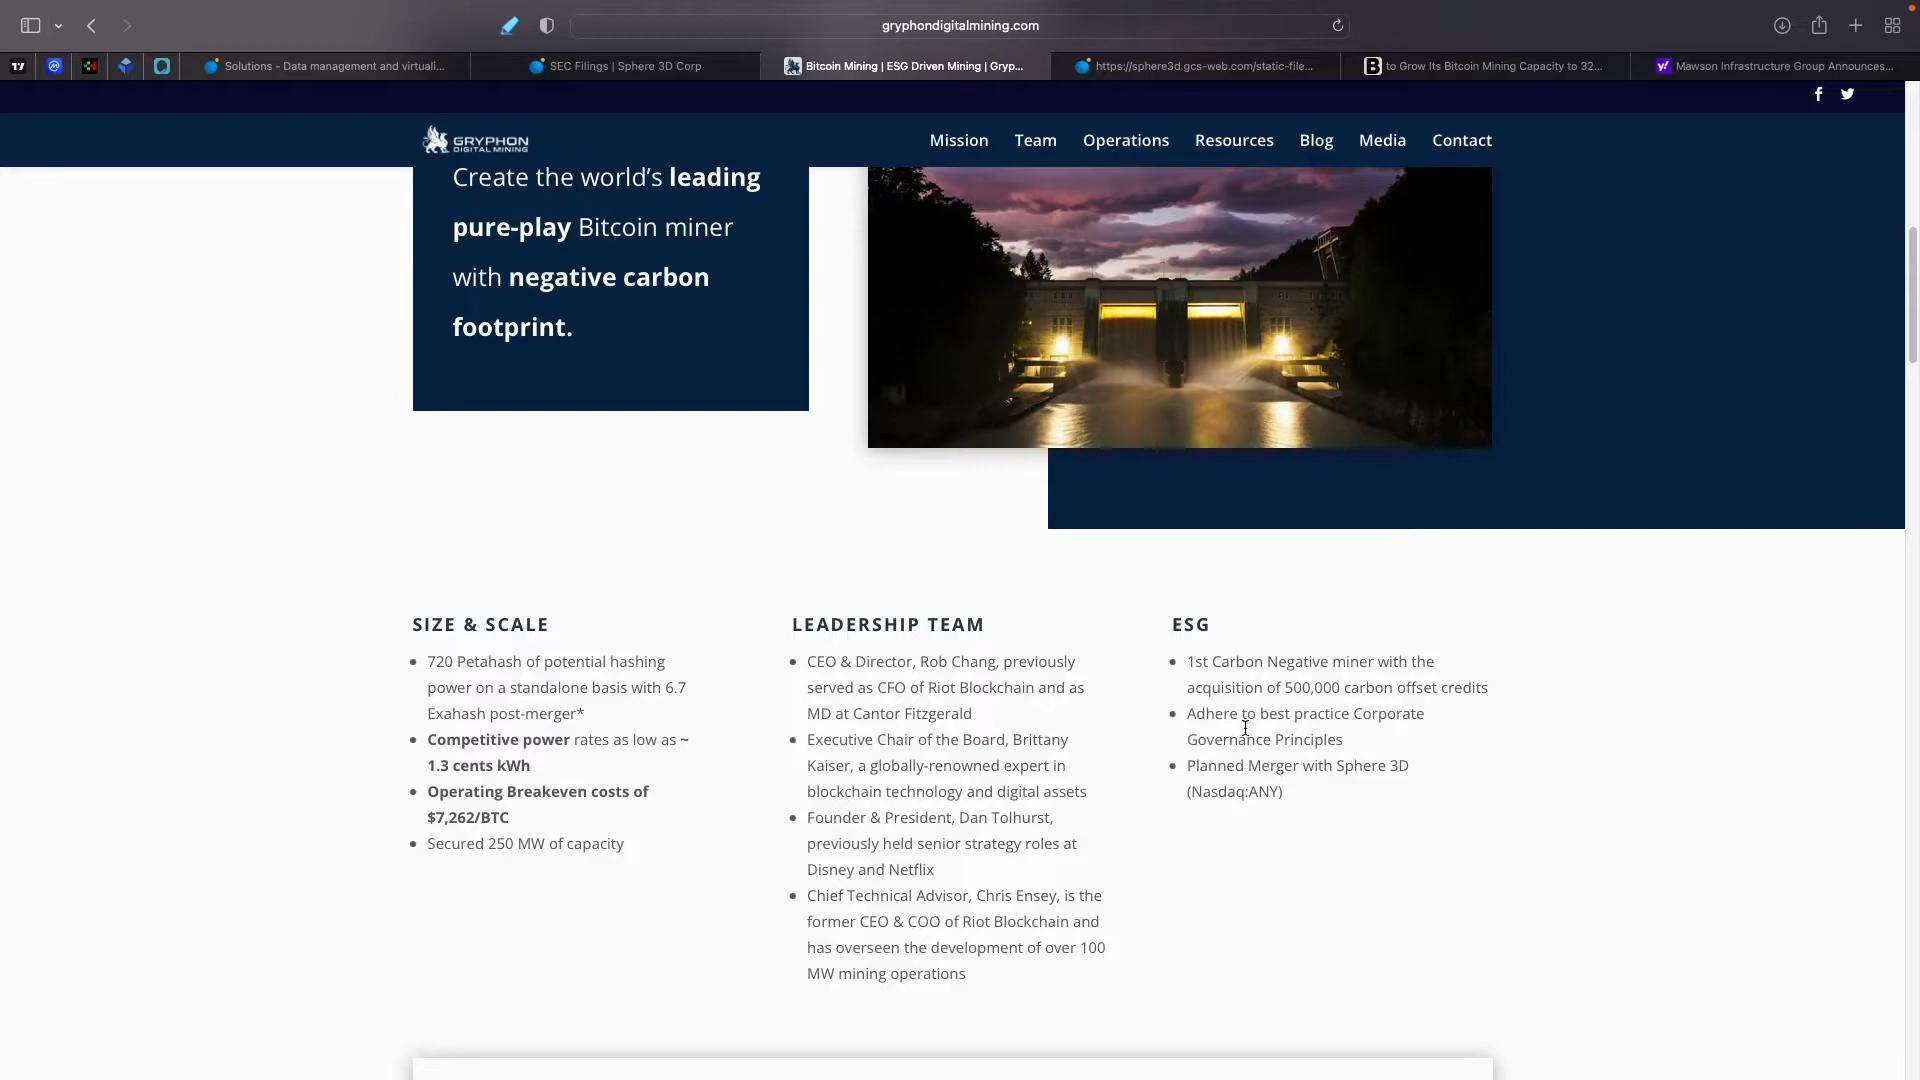 gryphondigitalmining.com
Solutions - Data management and virtuali...
SEC Filings | Sphere 3D Corp
Bitcoin Mining | ESG Driven Mining | Gryp...
https://sphere3d.gcs-web.com/static-file...
to Grow Its Bitcoin Mining Capacity to 32...
Mawson Infrastructure Group Announces...
GRYPHON
DIGITAL MINING
Mission
Team
Operations
Resources
Blog
Media
Contact
Create the world's leading
pure-play Bitcoin miner
with negative carbon
footprint.
SIZE & SCALE
720 Petahash of potential hashing
power on a standalone basis with 6.7
Exahash post-merger*
Competitive power rates as low as ~
1.3 cents kWh
Operating Breakeven costs of
$7,262/BTC
Secured 250 MW of capacity
LEADERSHIP TEAM
CEO & Director, Rob Chang, previously
served as CFO of Riot Blockchain and as
MD at Cantor Fitzgerald
Executive Chair of the Board, Brittany
Kaiser, a globally-renowned expert in
blockchain technology and digital assets
Founder & President, Dan Tolhurst,
previously held senior strategy roles at
Disney and Netflix
Chief Technical Advisor, Chris Ensey, is the
former CEO & COO of Riot Blockchain and
has overseen the development of over 100
MW mining operations
ESG
1st Carbon Negative miner with the
acquisition of 500,000 carbon offset credits
Adhere to best practice Corporate
Governance Principles
Planned Merger with Sphere 3D
(Nasdaq:ANY)